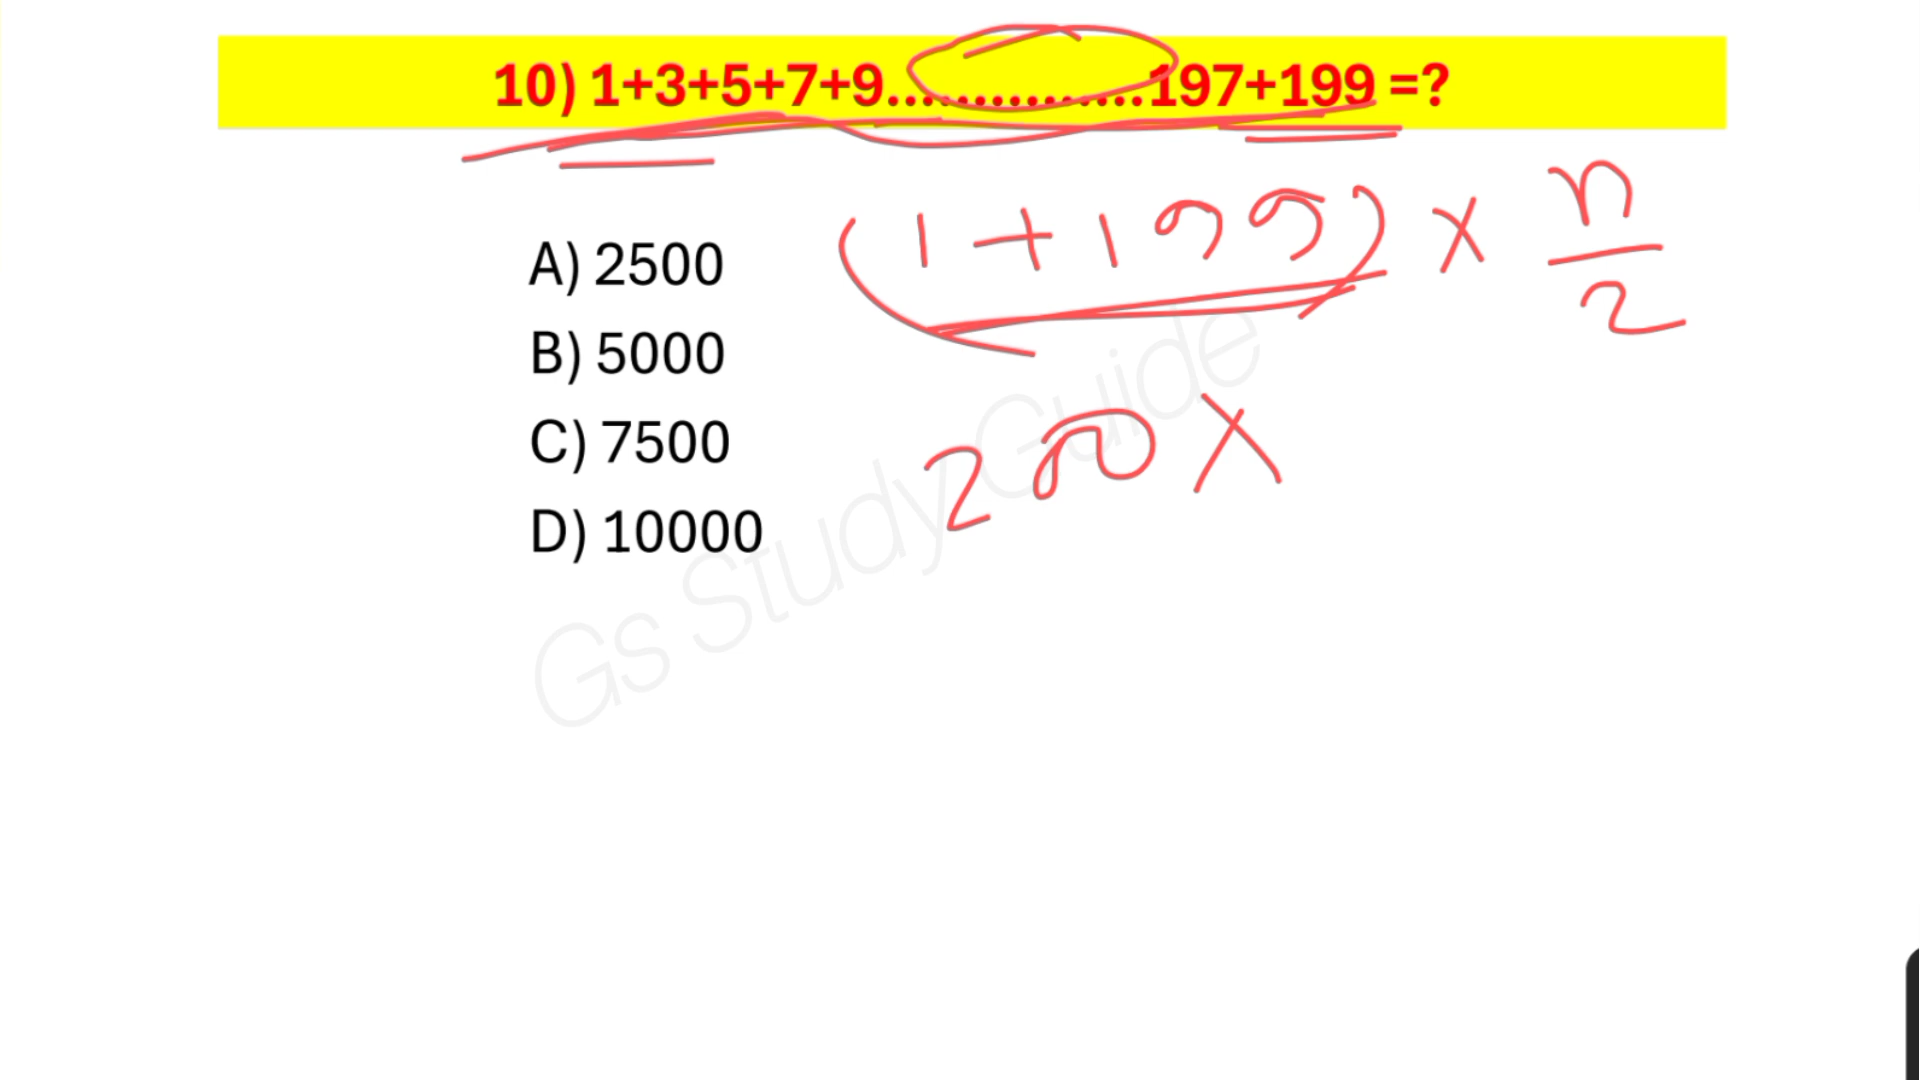 10) 1+3+5+7+9...............197+199 =?
(1+199) × n/2
A) 2500
B) 5000
C) 7500
D) 10000
200 ×
Gs Study Guide